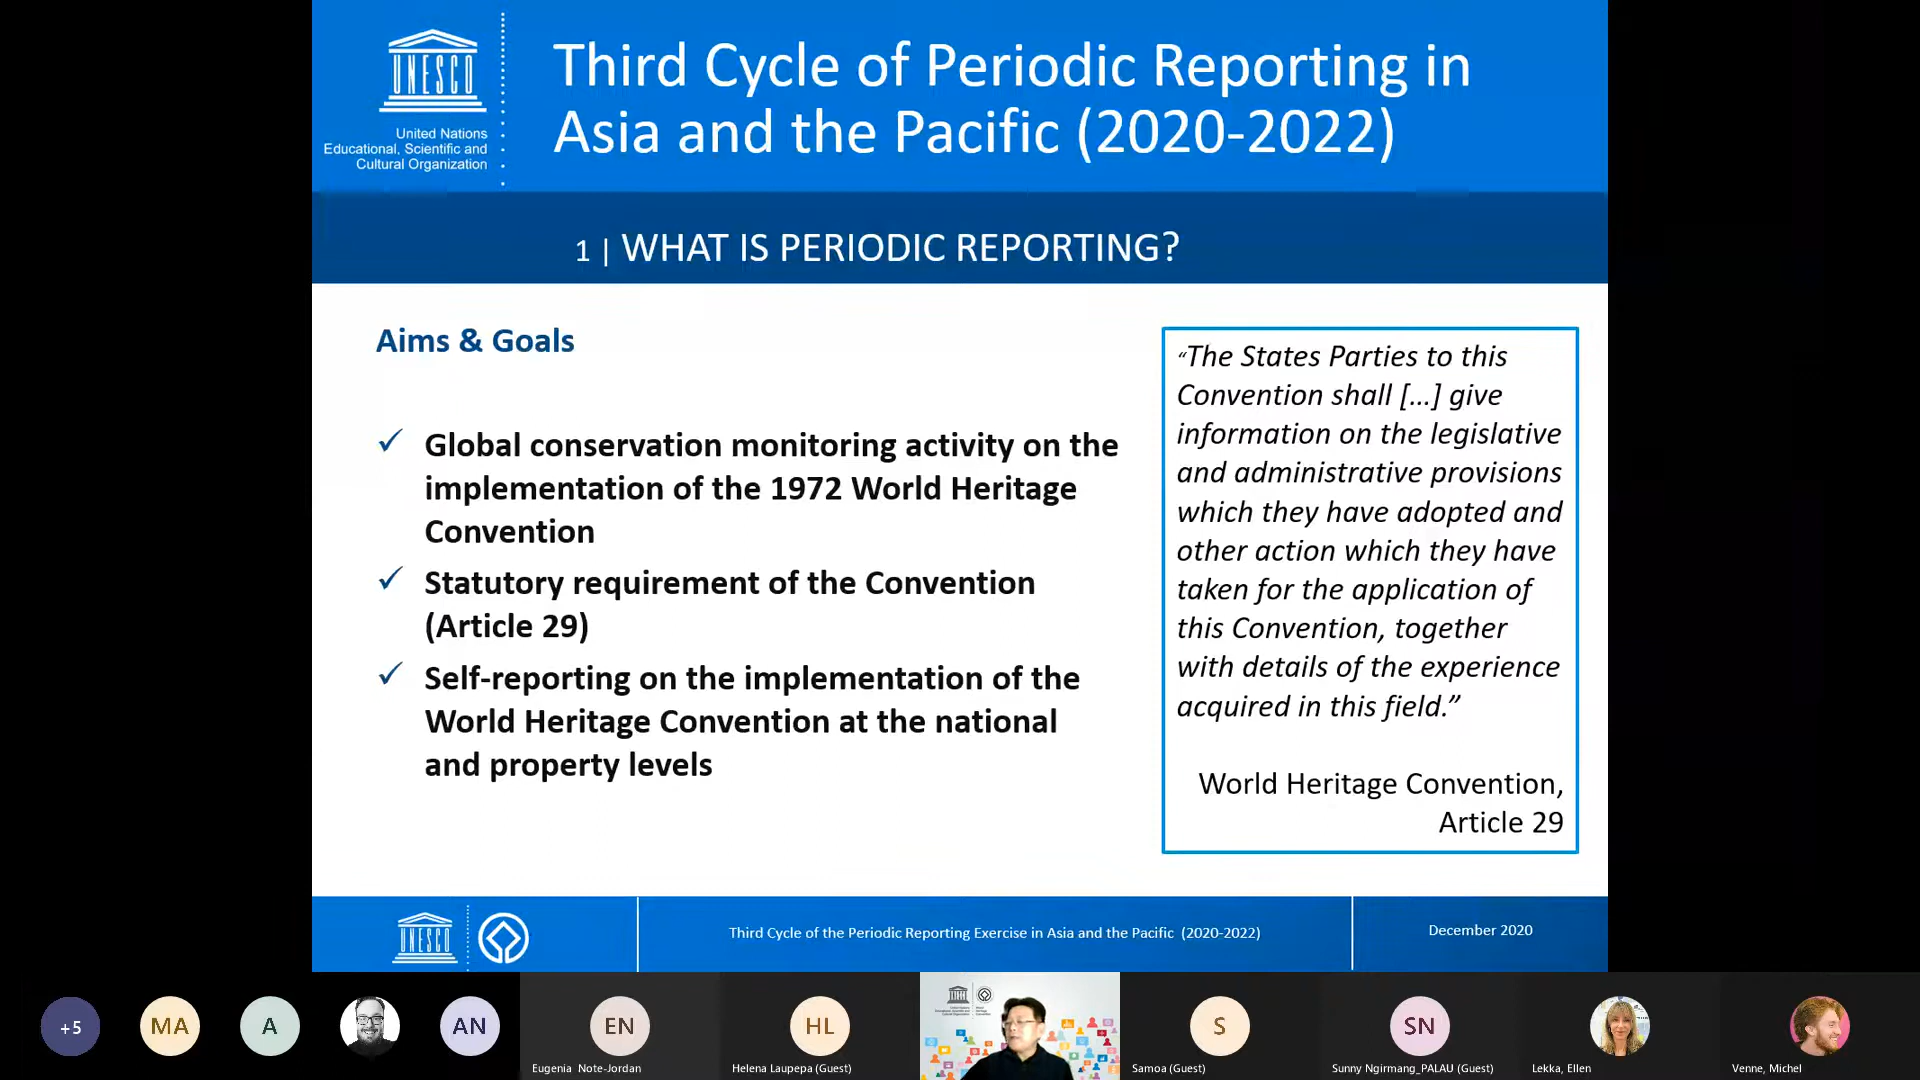 UNESCO
United Nations
Educational, Scientific and
Cultural Organization
Third Cycle of Periodic Reporting in
Asia and the Pacific (2020-2022)
1 | WHAT IS PERIODIC REPORTING?
Aims & Goals
✓ Global conservation monitoring activity on the
implementation of the 1972 World Heritage
Convention
✓ Statutory requirement of the Convention
(Article 29)
✓ Self-reporting on the implementation of the
World Heritage Convention at the national
and property levels
“The States Parties to this
Convention shall [...] give
information on the legislative
and administrative provisions
which they have adopted and
other action which they have
taken for the application of
this Convention, together
with details of the experience
acquired in this field.”
World Heritage Convention,
Article 29
UNESCO
Third Cycle of the Periodic Reporting Exercise in Asia and the Pacific (2020-2022)
December 2020
+5
MA
A
AN
EN
Eugenia Note-Jordan
HL
Helena Laupepa (Guest)
S
Samoa (Guest)
SN
Sunny Ngirmang_PALAU (Guest)
Lekka, Ellen
Venne, Michel